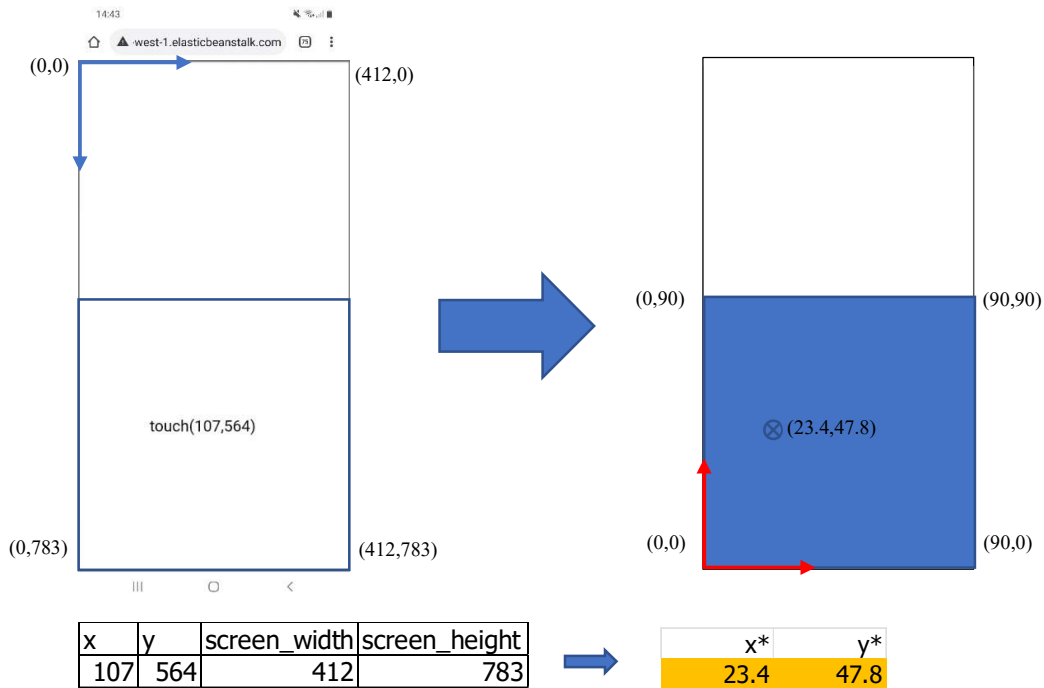 14:43
-west-1.elasticbeanstalk.com 75
(0,0)
(412,0)
(0,90)
(90,90)
touch(107,564)
(23.4,47.8)
(0,783)
(412,783)
(0,0)
(90,0)
x y screen_width screen_height
107 564 412 783
x* y*
23.4 47.8